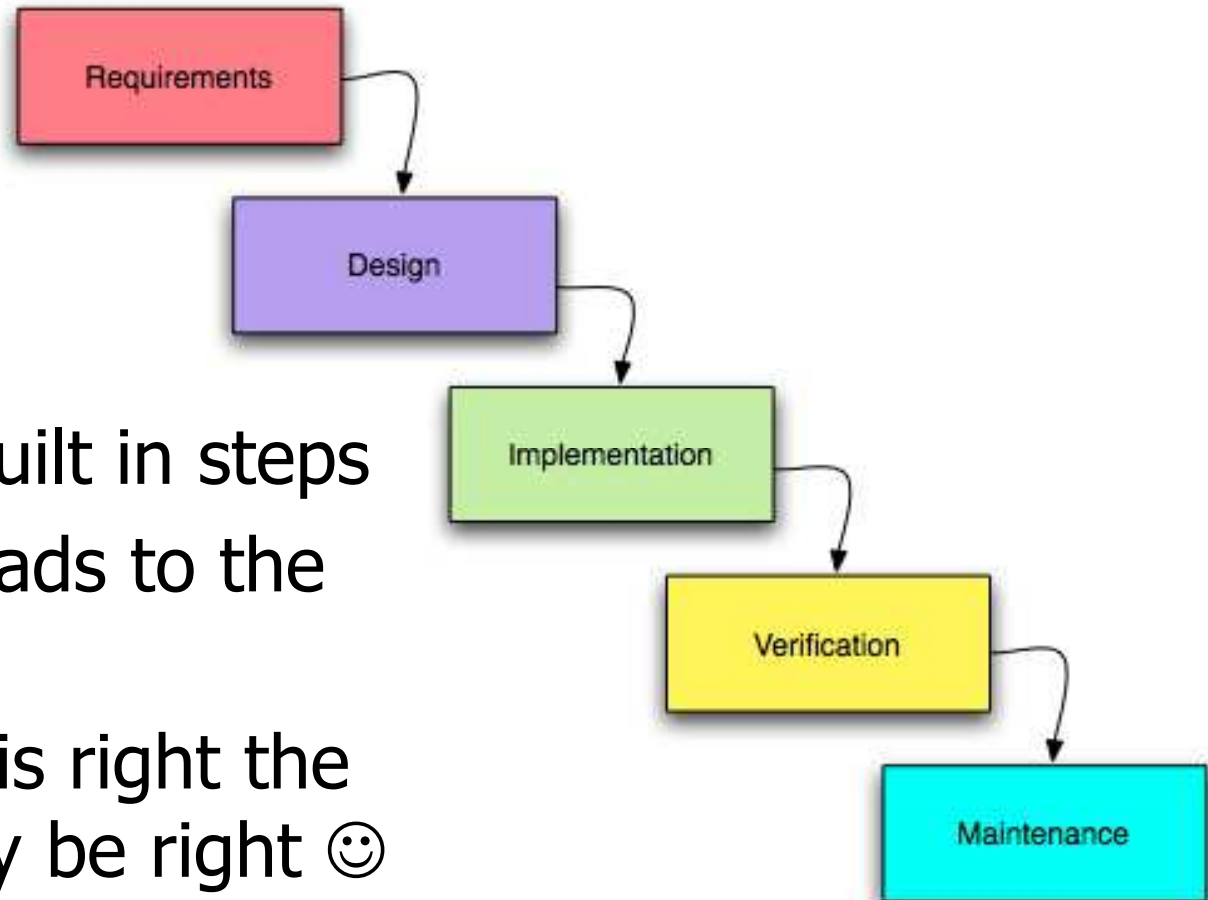 Requirements
Design
Implementation
Verification
Maintenance
uilt in steps
ads to the
is right the
y be right ☺